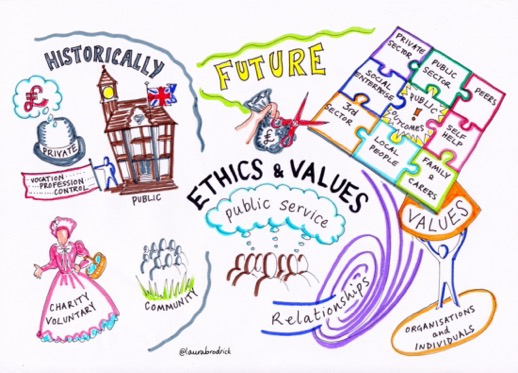 HISTORICALLY
£
PRIVATE
VOCATION
PROFESSION
CONTROL
PUBLIC
CHARITY
VOLUNTARY
COMMUNITY
@laurabrodrick
FUTURE
£
ETHICS & VALUES
public service
Relationships
PRIVATE
SECTOR
PUBLIC
SECTOR
PEERS
SOCIAL
ENTERPRISE
PUBLIC
OUTCOMES
!
SELF
HELP
3rd
SECTOR
LOCAL
PEOPLE
FAMILY
&
CARERS
VALUES
ORGANISATIONS
and
INDIVIDUALS